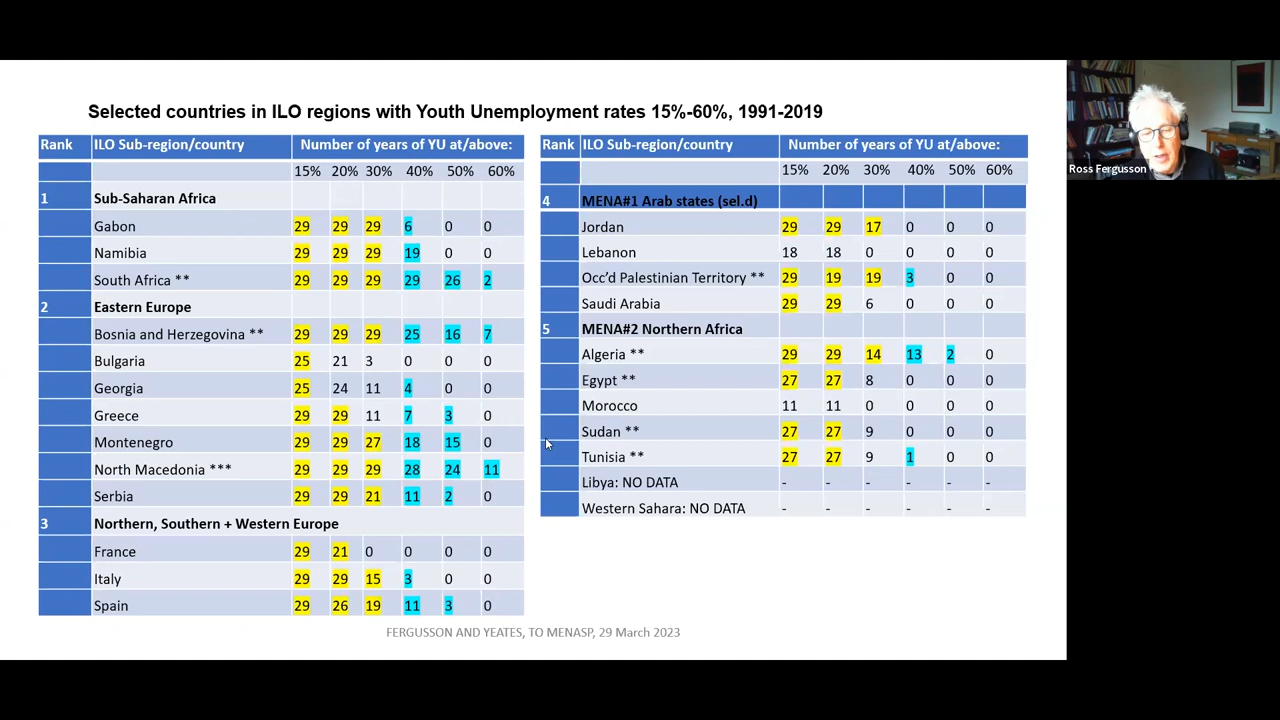 Selected countries in ILO regions with Youth Unemployment rates 15%-60%, 1991-2019
Rank ILO Sub-region/country Number of years of YU at/above:
15% 20% 30% 40% 50% 60%
1 Sub-Saharan Africa
Gabon 29 29 29 6 0 0
Namibia 29 29 29 19 0 0
South Africa ** 29 29 29 29 26 2
2 Eastern Europe
Bosnia and Herzegovina ** 29 29 29 25 16 7
Bulgaria 25 21 3 0 0 0
Georgia 25 24 11 4 0 0
Greece 29 29 11 7 3 0
Montenegro 29 29 27 18 15 0
North Macedonia *** 29 29 29 28 24 11
Serbia 29 29 21 11 2 0
3 Northern, Southern + Western Europe
France 29 21 0 0 0 0
Italy 29 29 15 3 0 0
Spain 29 26 19 11 3 0
Rank ILO Sub-region/country Number of years of YU at/above:
15% 20% 30% 40% 50% 60%
4 MENA#1 Arab states (sel.d)
Jordan 29 29 17 0 0 0
Lebanon 18 18 0 0 0 0
Occ'd Palestinian Territory ** 29 19 19 3 0 0
Saudi Arabia 29 29 6 0 0 0
5 MENA#2 Northern Africa
Algeria ** 29 29 14 13 2 0
Egypt ** 27 27 8 0 0 0
Morocco 11 11 0 0 0 0
Sudan ** 27 27 9 0 0 0
Tunisia ** 27 27 9 1 0 0
Libya: NO DATA - - - - - -
Western Sahara: NO DATA - - - - - -
FERGUSSON AND YEATES, TO MENASP, 29 March 2023
Ross Fergusson